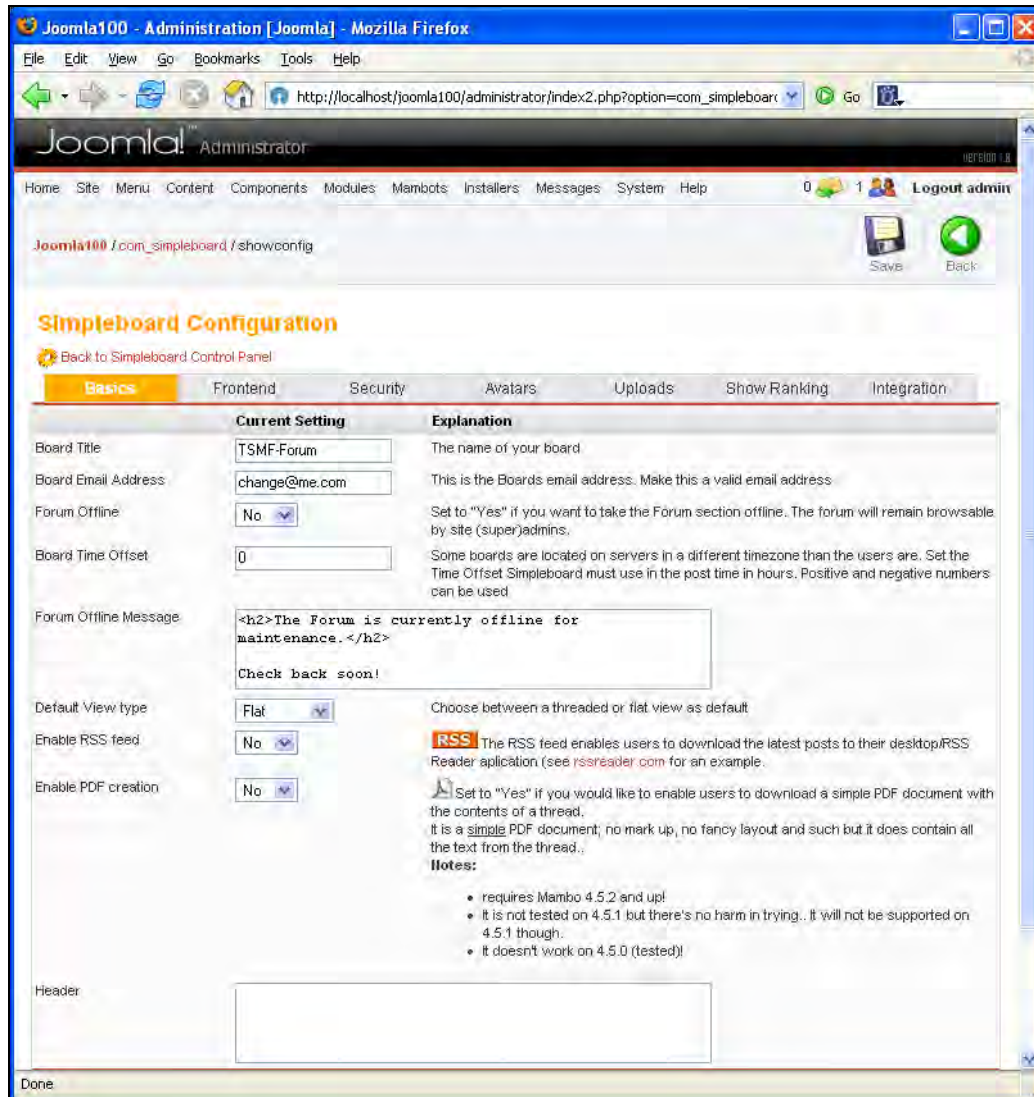 Joomla100 - Administration [Joomla] - Mozilla Firefox
File Edit View Go Bookmarks Tools Help
http://localhost/joomla100/administrator/index2.php?option=com_simpleboard Go
Joomla!™ Administrator
version 1.0
Home Site Menu Content Components Modules Mambots Installers Messages System Help 0 1 Logout admin
Joomla100 / com_simpleboard / showconfig
Save Back
Simpleboard Configuration
Back to Simpleboard Control Panel
Basics Frontend Security Avatars Uploads Show Ranking Integration
Current Setting Explanation
Board Title TSMF-Forum The name of your board
Board Email Address change@me.com This is the Boards email address. Make this a valid email address
Forum Offline No Set to "Yes" if you want to take the Forum section offline. The forum will remain browsable
by site (super)admins.
Board Time Offset 0 Some boards are located on servers in a different timezone than the users are. Set the
Time Offset Simpleboard must use in the post time in hours. Positive and negative numbers
can be used
Forum Offline Message <h2>The Forum is currently offline for
maintenance.</h2>
Check back soon!
Default View type Flat Choose between a threaded or flat view as default
Enable RSS feed No RSS The RSS feed enables users to download the latest posts to their desktop/RSS
Reader aplication (see rssreader.com for an example.
Enable PDF creation No Set to "Yes" if you would like to enable users to download a simple PDF document with
the contents of a thread.
It is a simple PDF document; no mark up, no fancy layout and such but it does contain all
the text from the thread..
Notes:
• requires Mambo 4.5.2 and up!
• It is not tested on 4.5.1 but there's no harm in trying.. It will not be supported on
4.5.1 though.
• It doesn't work on 4.5.0 (tested)!
Header
Done